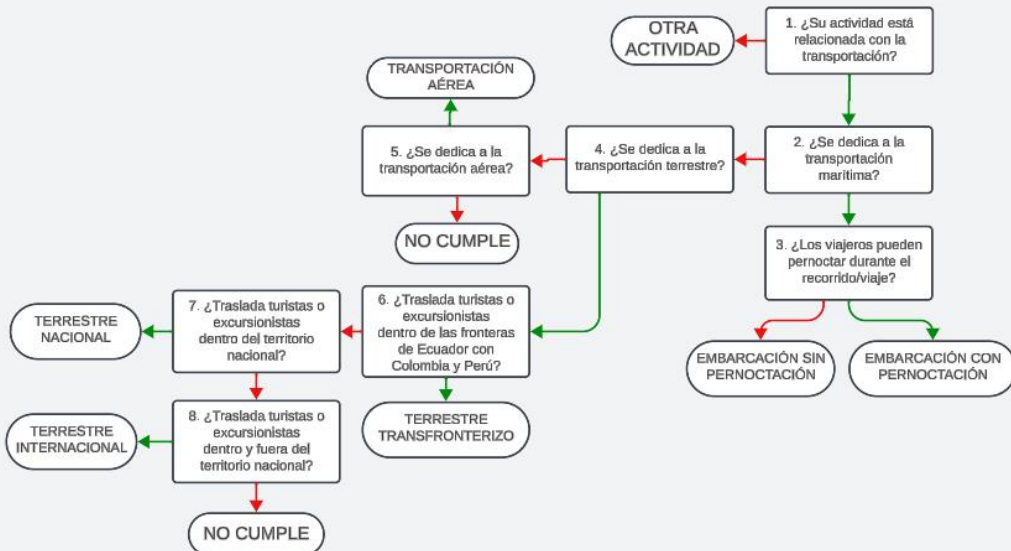 1. ¿Su actividad está
relacionada con la
transportación?
OTRA
ACTIVIDAD
2. ¿Se dedica a la
transportación
marítima?
3. ¿Los viajeros pueden
pernoctar durante el
recorrido/viaje?
EMBARCACIÓN SIN
PERNOCTACIÓN
EMBARCACIÓN CON
PERNOCTACIÓN
4. ¿Se dedica a la
transportación terrestre?
5. ¿Se dedica a la
transportación aérea?
TRANSPORTACIÓN
AÉREA
NO CUMPLE
6. ¿Traslada turistas o
excursionistas
dentro de las fronteras
de Ecuador con
Colombia y Perú?
TERRESTRE
TRANSFRONTERIZO
7. ¿Traslada turistas o
excursionistas
dentro del territorio
nacional?
TERRESTRE
NACIONAL
8. ¿Traslada turistas o
excursionistas
dentro y fuera del
territorio nacional?
TERRESTRE
INTERNACIONAL
NO CUMPLE